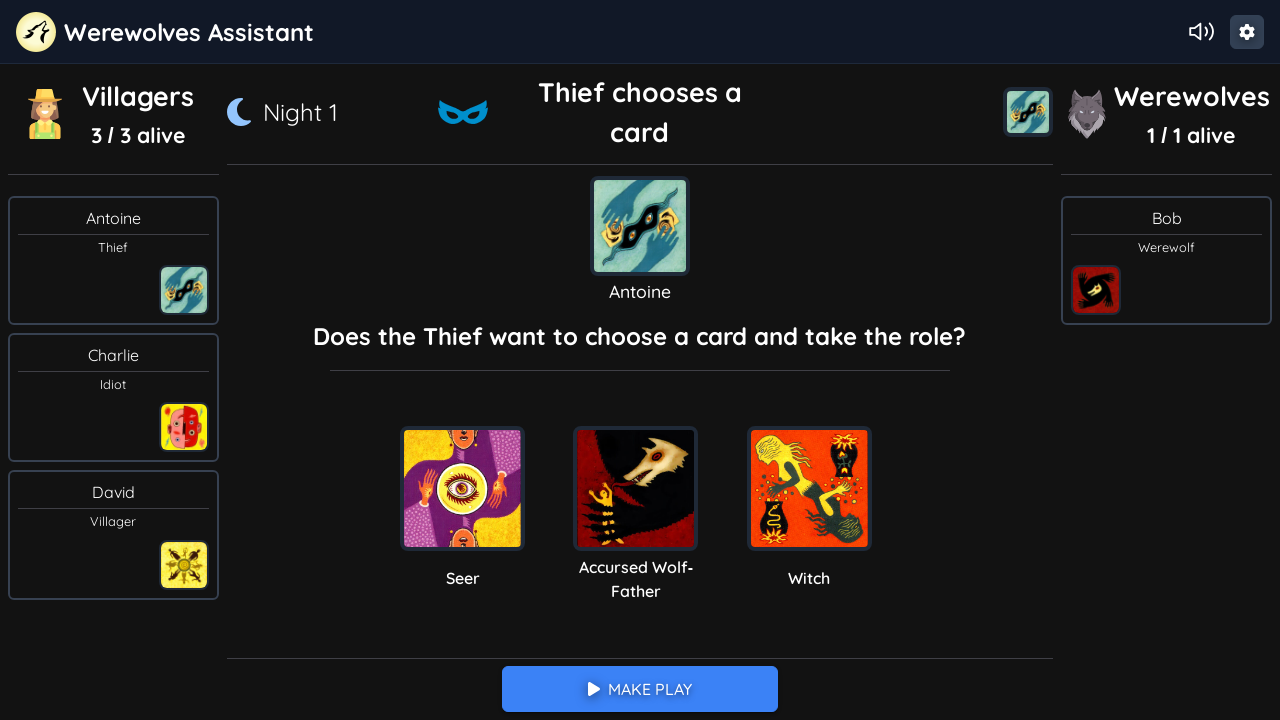 Werewolves Assistant
Villagers
3 / 3 alive
Night 1
Thief chooses a
card
Werewolves
1 / 1 alive
Antoine
Thief
Charlie
Idiot
David
Villager
Antoine
Does the Thief want to choose a card and take the role?
Seer
Accursed Wolf-
Father
Witch
Bob
Werewolf
MAKE PLAY